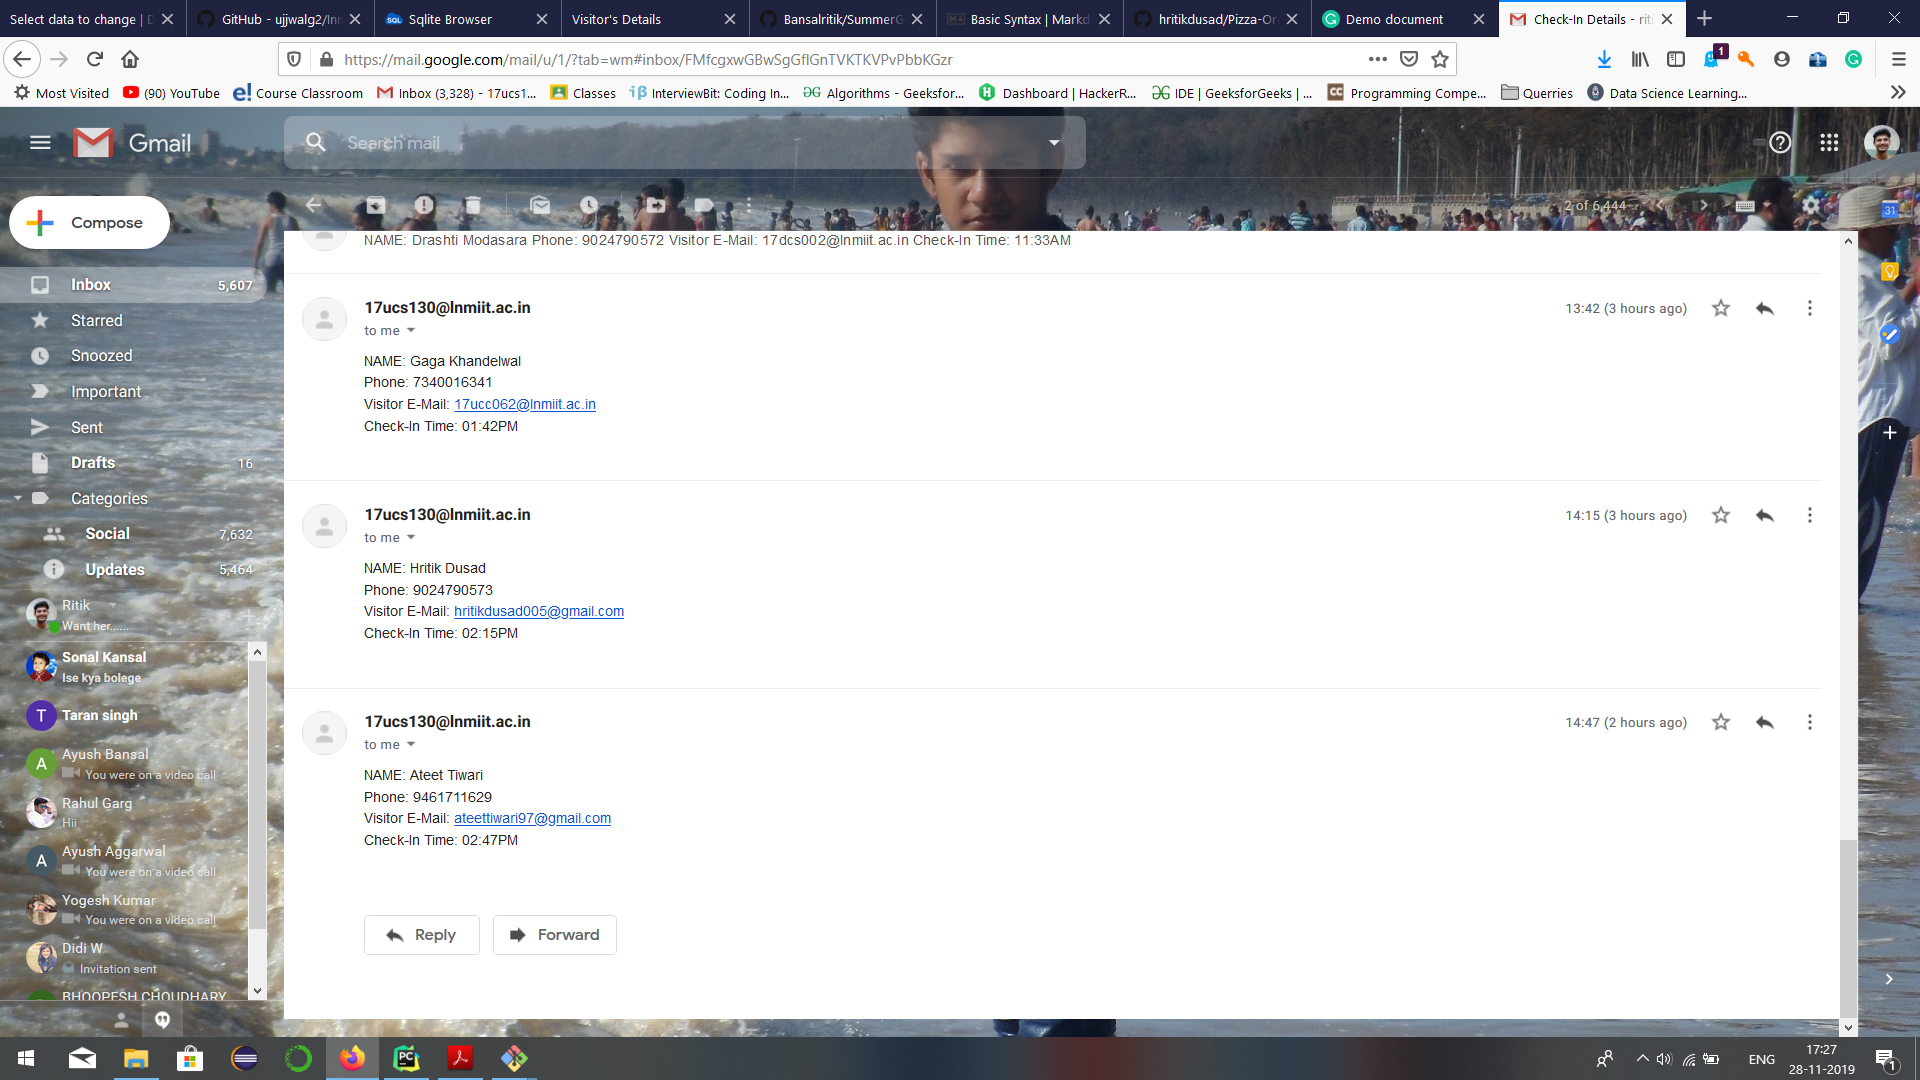 Select data to change | D
GitHub - ujjwalg2/lnm
Sqlite Browser
Visitor's Details
Bansalritik/SummerG
Basic Syntax | Markd
hritikdusad/Pizza-Or
Demo document
Check-In Details - riti
https://mail.google.com/mail/u/1/?tab=wm#inbox/FMfcgxwGBwSgGflGnTVKTKVPvPbbKGzr
1
Most Visited
(90) YouTube
Course Classroom
Inbox (3,328) - 17ucs1...
Classes
InterviewBit: Coding In...
Algorithms - Geeksfor...
Dashboard | HackerR...
IDE | GeeksforGeeks | ...
Programming Compe...
Querries
Data Science Learning...
Gmail
Search mail
Compose
2 of 6,444
31
Inbox 5,607
Starred
Snoozed
Important
Sent
Drafts 16
Categories
Social 7,632
Updates 5,464
Ritik
Want her......
Sonal Kansal
Ise kya bolege
T Taran singh
A Ayush Bansal
You were on a video call
Rahul Garg
Hii
A Ayush Aggarwal
You were on a video call
Yogesh Kumar
You were on a video call
Didi W
Invitation sent
BHOOPESH CHOUDHARY
NAME: Drashti Modasara Phone: 9024790572 Visitor E-Mail: 17dcs002@lnmiit.ac.in Check-In Time: 11:33AM
17ucs130@lnmiit.ac.in
13:42 (3 hours ago)
to me
NAME: Gaga Khandelwal
Phone: 7340016341
Visitor E-Mail: 17ucc062@lnmiit.ac.in
Check-In Time: 01:42PM
17ucs130@lnmiit.ac.in
14:15 (3 hours ago)
to me
NAME: Hritik Dusad
Phone: 9024790573
Visitor E-Mail: hritikdusad005@gmail.com
Check-In Time: 02:15PM
17ucs130@lnmiit.ac.in
14:47 (2 hours ago)
to me
NAME: Ateet Tiwari
Phone: 9461711629
Visitor E-Mail: ateettiwari97@gmail.com
Check-In Time: 02:47PM
Reply
Forward
PC
ENG
17:27
28-11-2019
1